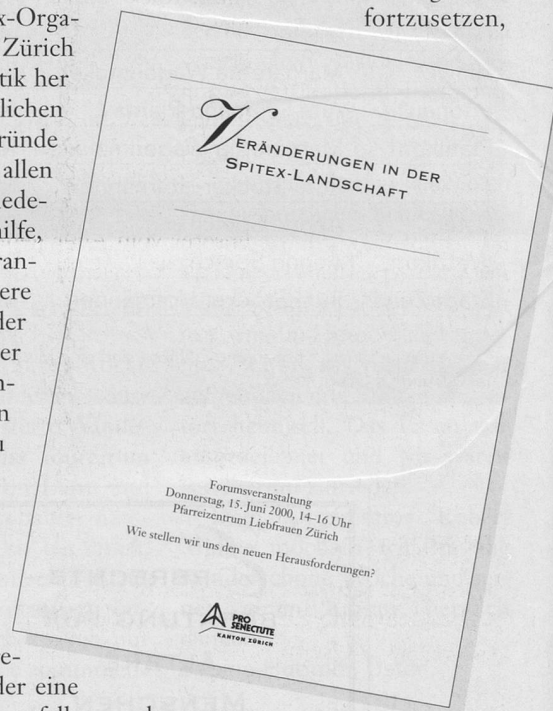 x-Orga-
Zürich
tik her
lichen
ründe
allen
iede-
ilfe,
ran-
ere
der
er
n-
n
fortzusetzen,
VERÄNDERUNGEN IN DER
SPITEX-LANDSCHAFT
Forumsveranstaltung
Donnerstag, 15. Juni 2000, 14–16 Uhr
Pfarreizentrum Liebfrauen Zürich
Wie stellen wir uns den neuen Herausforderungen?
PRO
SENECTUTE
KANTON ZÜRICH
e-
der eine